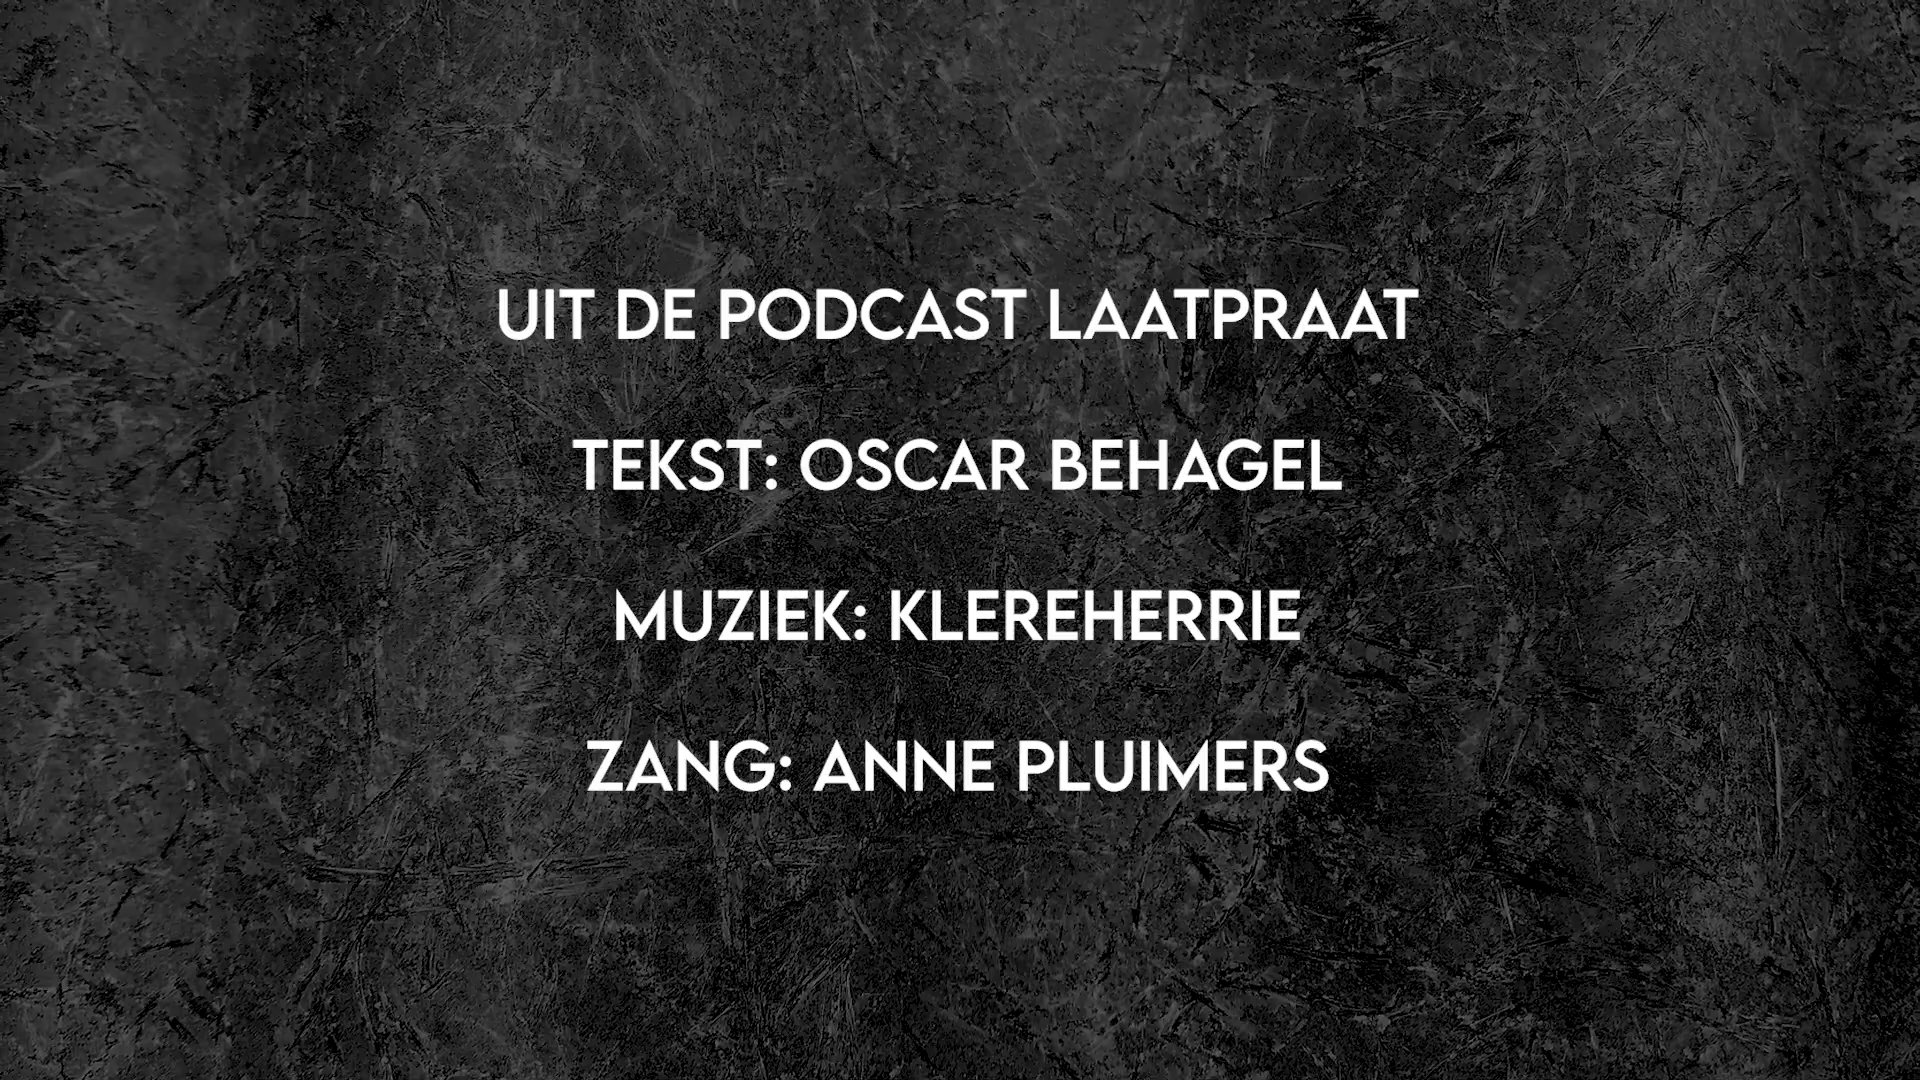 UIT DE PODCAST LAATPRAAT
TEKST: OSCAR BEHAGEL
MUZIEK: KLEREHERRIE
ZANG: ANNE PLUIMERS